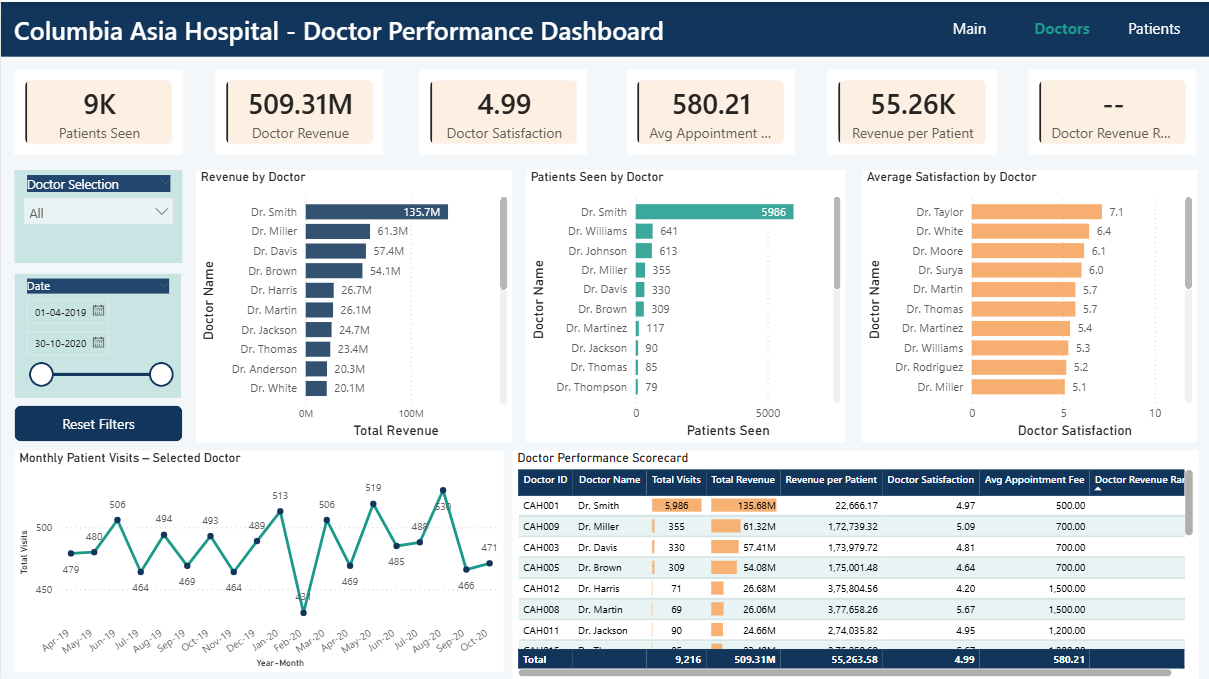 Columbia Asia Hospital - Doctor Performance Dashboard
Main Doctors Patients
9K
Patients Seen
509.31M
Doctor Revenue
4.99
Doctor Satisfaction
580.21
Avg Appointment ...
55.26K
Revenue per Patient
--
Doctor Revenue R...
Doctor Selection
All
Date
01-04-2019
30-10-2020
Reset Filters
Revenue by Doctor
Doctor Name
Dr. Smith 135.7M
Dr. Miller 61.3M
Dr. Davis 57.4M
Dr. Brown 54.1M
Dr. Harris 26.7M
Dr. Martin 26.1M
Dr. Jackson 24.7M
Dr. Thomas 23.4M
Dr. Anderson 20.3M
Dr. White 20.1M
0M 100M
Total Revenue
Patients Seen by Doctor
Doctor Name
Dr. Smith 5986
Dr. Williams 641
Dr. Johnson 613
Dr. Miller 355
Dr. Davis 330
Dr. Brown 309
Dr. Martinez 117
Dr. Jackson 90
Dr. Thomas 85
Dr. Thompson 79
0 5000
Patients Seen
Average Satisfaction by Doctor
Doctor Name
Dr. Taylor 7.1
Dr. White 6.4
Dr. Moore 6.1
Dr. Surya 6.0
Dr. Martin 5.7
Dr. Thomas 5.7
Dr. Martinez 5.4
Dr. Williams 5.3
Dr. Rodriguez 5.2
Dr. Miller 5.1
0 5 10
Doctor Satisfaction
Monthly Patient Visits – Selected Doctor
Total Visits
500
450
479 480 506 464 494 469 493 464 489 513 431 506 469 519 485 488 530 466 471
Apr-19 May-19 Jun-19 Jul-19 Aug-19 Sep-19 Oct-19 Nov-19 Dec-19 Jan-20 Feb-20 Mar-20 Apr-20 May-20 Jun-20 Jul-20 Aug-20 Sep-20 Oct-20
Year-Month
Doctor Performance Scorecard
Doctor ID Doctor Name Total Visits Total Revenue Revenue per Patient Doctor Satisfaction Avg Appointment Fee Doctor Revenue Ran
CAH001 Dr. Smith 5,986 135.68M 22,666.17 4.97 500.00
CAH009 Dr. Miller 355 61.32M 1,72,739.32 5.09 700.00
CAH003 Dr. Davis 330 57.41M 1,73,979.72 4.81 700.00
CAH005 Dr. Brown 309 54.08M 1,75,001.48 4.64 700.00
CAH012 Dr. Harris 71 26.68M 3,75,804.56 4.20 1,500.00
CAH008 Dr. Martin 69 26.06M 3,77,658.26 5.67 1,500.00
CAH011 Dr. Jackson 90 24.66M 2,74,035.82 4.95 1,200.00
Total 9,216 509.31M 55,263.58 4.99 580.21